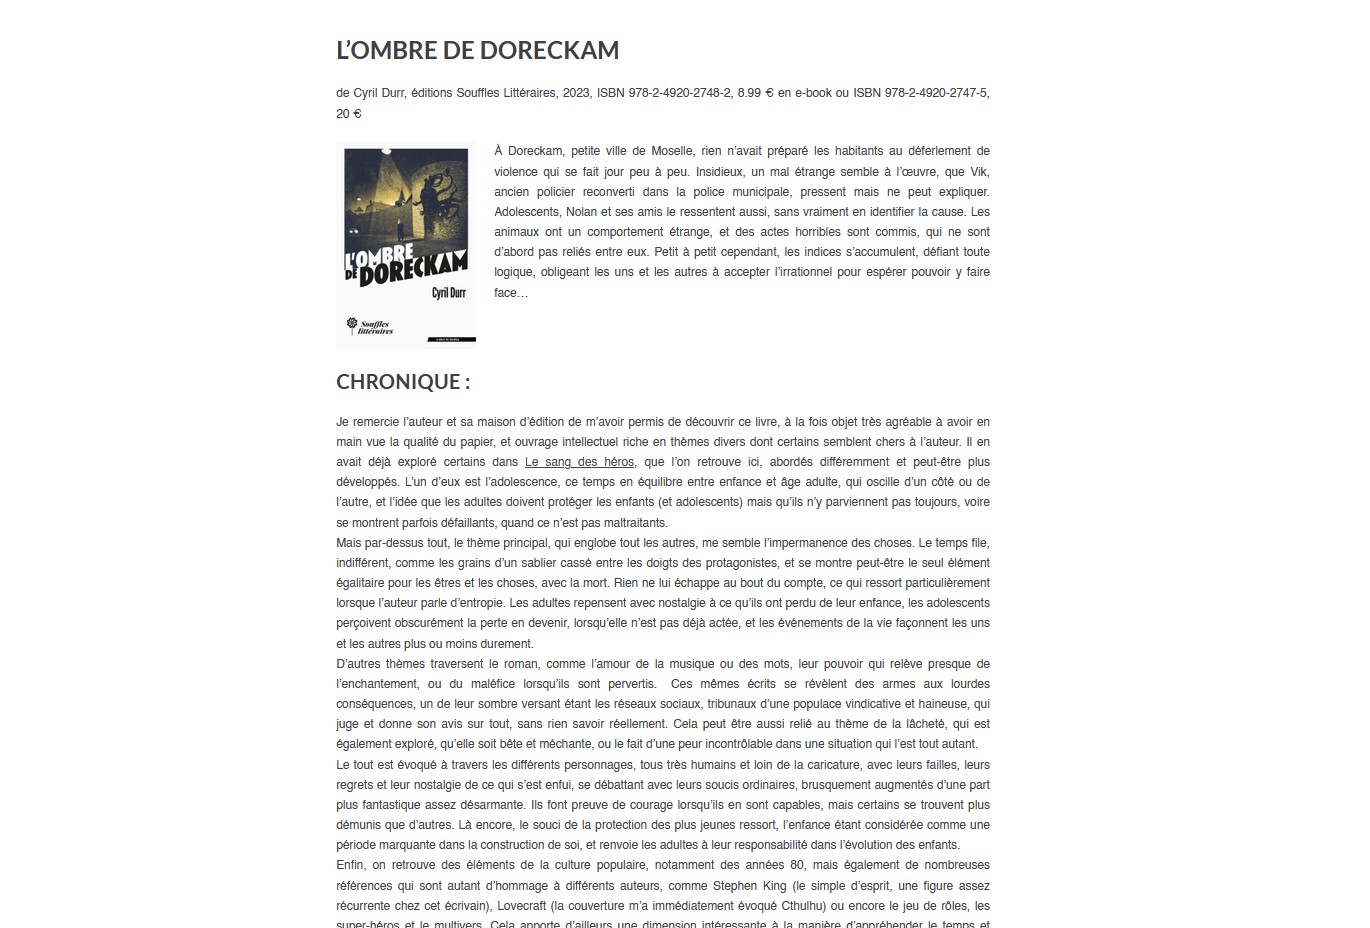 L’OMBRE DE DORECKAM
de Cyril Durr, éditions Souffles Littéraires, 2023, ISBN 978-2-4920-2748-2, 8.99 € en e-book ou ISBN 978-2-4920-2747-5,
20 €
À Doreckam, petite ville de Moselle, rien n’avait préparé les habitants au déferlement de
violence qui se fait jour peu à peu. Insidieux, un mal étrange semble à l’œuvre, que Vik,
ancien policier reconverti dans la police municipale, pressent mais ne peut expliquer.
Adolescents, Nolan et ses amis le ressentent aussi, sans vraiment en identifier la cause. Les
animaux ont un comportement étrange, et des actes horribles sont commis, qui ne sont
d’abord pas reliés entre eux. Petit à petit cependant, les indices s’accumulent, défiant toute
logique, obligeant les uns et les autres à accepter l’irrationnel pour espérer pouvoir y faire
face…
L’OMBRE
DE DORECKAM
Cyril Durr
Souffles
littéraires
CHRONIQUE :
Je remercie l’auteur et sa maison d’édition de m’avoir permis de découvrir ce livre, à la fois objet très agréable à avoir en
main vue la qualité du papier, et ouvrage intellectuel riche en thèmes divers dont certains semblent chers à l’auteur. Il en
avait déjà exploré certains dans Le sang des héros, que l’on retrouve ici, abordés différemment et peut-être plus
développés. L’un d’eux est l’adolescence, ce temps en équilibre entre enfance et âge adulte, qui oscille d’un côté ou de
l’autre, et l’idée que les adultes doivent protéger les enfants (et adolescents) mais qu’ils n’y parviennent pas toujours, voire
se montrent parfois défaillants, quand ce n’est pas maltraitants.
Mais par-dessus tout, le thème principal, qui englobe tout les autres, me semble l’impermanence des choses. Le temps file,
indifférent, comme les grains d’un sablier cassé entre les doigts des protagonistes, et se montre peut-être le seul élément
égalitaire pour les êtres et les choses, avec la mort. Rien ne lui échappe au bout du compte, ce qui ressort particulièrement
lorsque l’auteur parle d’entropie. Les adultes repensent avec nostalgie à ce qu’ils ont perdu de leur enfance, les adolescents
perçoivent obscurément la perte en devenir, lorsqu’elle n’est pas déjà actée, et les événements de la vie façonnent les uns
et les autres plus ou moins durement.
D’autres thèmes traversent le roman, comme l’amour de la musique ou des mots, leur pouvoir qui relève presque de
l’enchantement, ou du maléfice lorsqu’ils sont pervertis.  Ces mêmes écrits se révèlent des armes aux lourdes
conséquences, un de leur sombre versant étant les réseaux sociaux, tribunaux d’une populace vindicative et haineuse, qui
juge et donne son avis sur tout, sans rien savoir réellement. Cela peut être aussi relié au thème de la lâcheté, qui est
également exploré, qu’elle soit bête et méchante, ou le fait d’une peur incontrôlable dans une situation qui l’est tout autant.
Le tout est évoqué à travers les différents personnages, tous très humains et loin de la caricature, avec leurs failles, leurs
regrets et leur nostalgie de ce qui s’est enfui, se débattant avec leurs soucis ordinaires, brusquement augmentés d’une part
plus fantastique assez désarmante. Ils font preuve de courage lorsqu’ils en sont capables, mais certains se trouvent plus
démunis que d’autres. Là encore, le souci de la protection des plus jeunes ressort, l’enfance étant considérée comme une
période marquante dans la construction de soi, et renvoie les adultes à leur responsabilité dans l’évolution des enfants.
Enfin, on retrouve des éléments de la culture populaire, notamment des années 80, mais également de nombreuses
références qui sont autant d’hommage à différents auteurs, comme Stephen King (le simple d’esprit, une figure assez
récurrente chez cet écrivain), Lovecraft (la couverture m’a immédiatement évoqué Cthulhu) ou encore le jeu de rôles, les
super-héros et le multivers. Cela apporte d’ailleurs une dimension intéressante à la manière d’appréhender le temps et